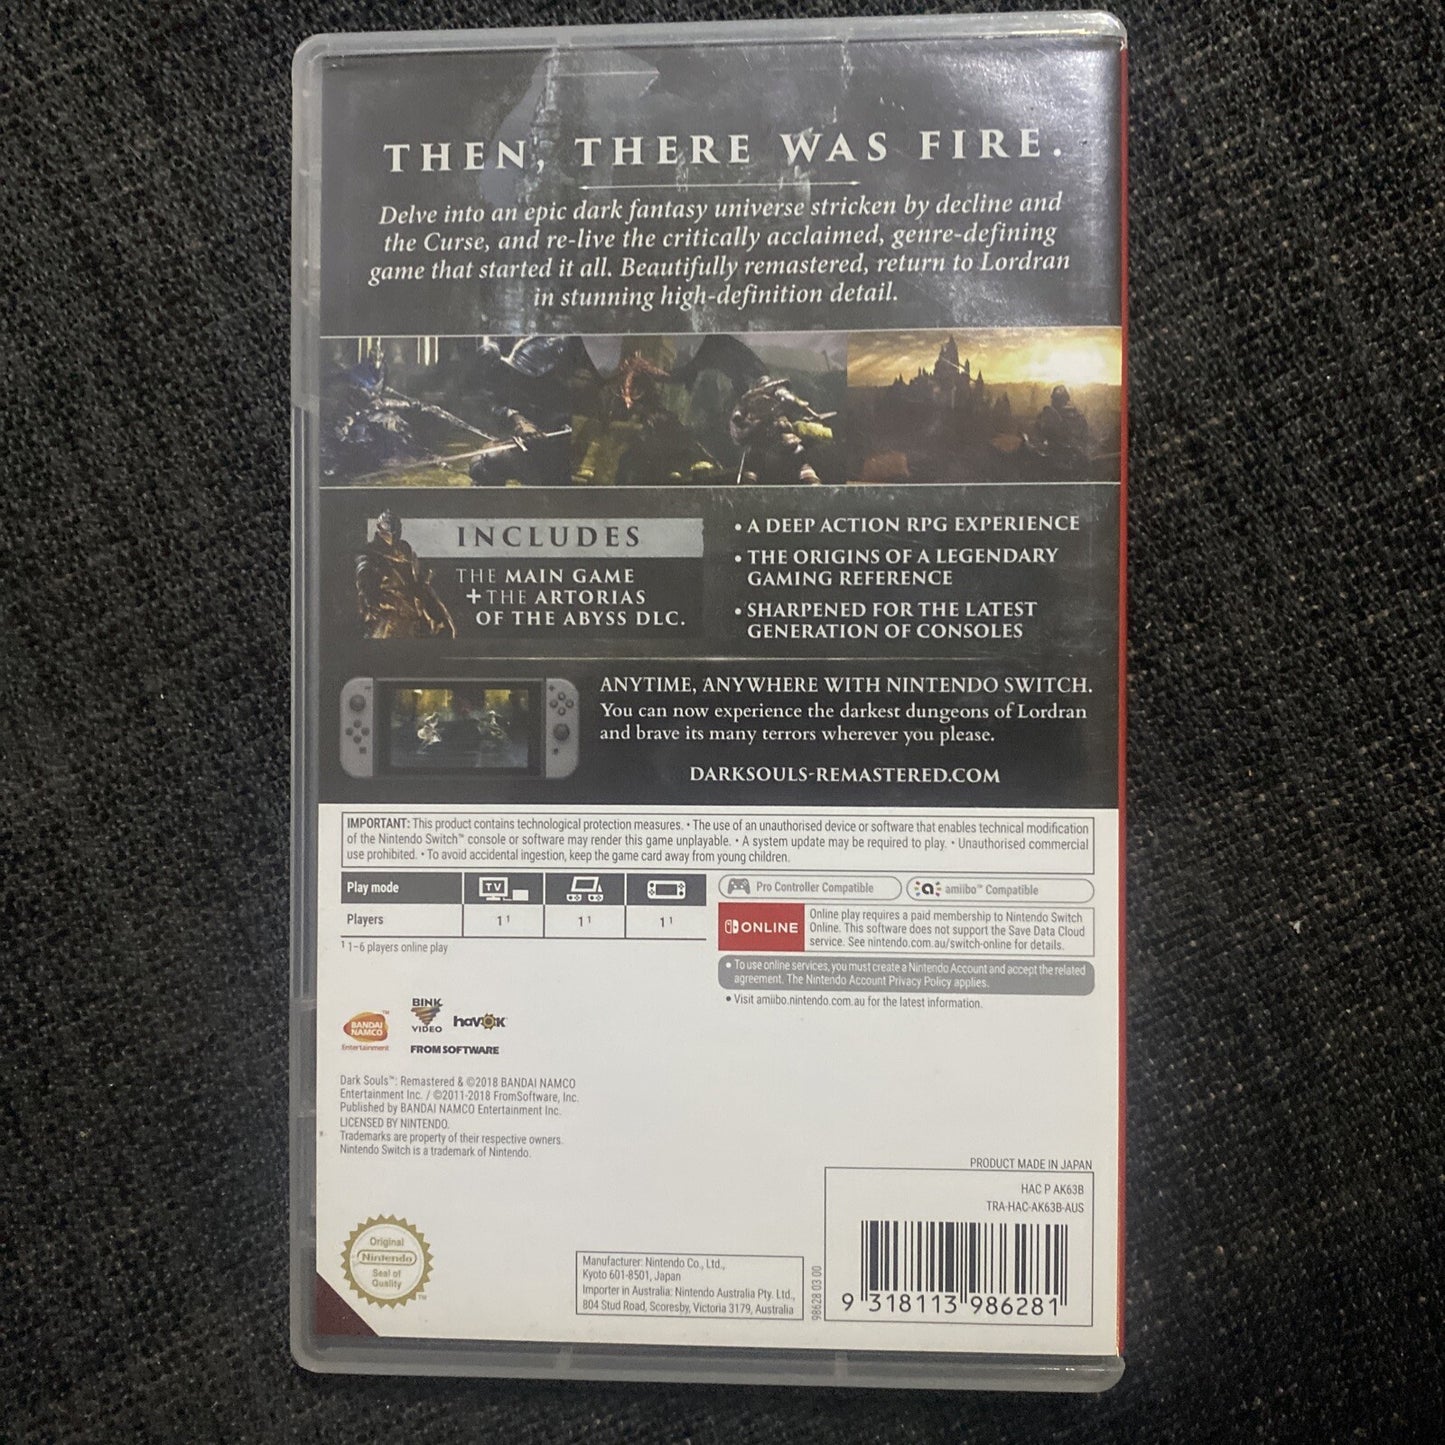 THEN, THERE WAS FIRE.
Delve into an epic dark fantasy universe stricken by decline and
the Curse, and re-live the critically acclaimed, genre-defining
game that started it all. Beautifully remastered, return to Lordran
in stunning high-definition detail.
INCLUDES
THE MAIN GAME
+THE ARTORIAS
OF THE ABYSS DLC.
• A DEEP ACTION RPG EXPERIENCE
• THE ORIGINS OF A LEGENDARY
GAMING REFERENCE
• SHARPENED FOR THE LATEST
GENERATION OF CONSOLES
ANYTIME, ANYWHERE WITH NINTENDO SWITCH.
You can now experience the darkest dungeons of Lordran
and brave its many terrors wherever you please.
DARKSOULS-REMASTERED.COM
IMPORTANT: This product contains technological protection measures. • The use of an unauthorised device or software that enables technical modification
of the Nintendo Switch™ console or software may render this game unplayable. • A system update may be required to play. • Unauthorised commercial
use prohibited. • To avoid accidental ingestion, keep the game card away from young children.
Play mode TV
Players 1¹ 1¹ 1¹
¹ 1–6 players online play
Pro Controller Compatible
amiibo™ Compatible
ONLINE
Online play requires a paid membership to Nintendo Switch
Online. This software does not support the Save Data Cloud
service. See nintendo.com.au/switch-online for details.
• To use online services, you must create a Nintendo Account and accept the related
agreement. The Nintendo Account Privacy Policy applies.
• Visit amiibo.nintendo.com.au for the latest information.
BANDAI
NAMCO
Entertainment
BINK
VIDEO
havok
FROMSOFTWARE
Dark Souls™: Remastered & ©2018 BANDAI NAMCO
Entertainment Inc. / ©2011-2018 FromSoftware, Inc.
Published by BANDAI NAMCO Entertainment Inc.
LICENSED BY NINTENDO.
Trademarks are property of their respective owners.
Nintendo Switch is a trademark of Nintendo.
Original
Nintendo
Seal of
Quality
TM
Manufacturer: Nintendo Co., Ltd.,
Kyoto 601-8501, Japan
Importer in Australia: Nintendo Australia Pty. Ltd.,
804 Stud Road, Scoresby, Victoria 3179, Australia
98628 03 00
PRODUCT MADE IN JAPAN
HAC P AK63B
TRA-HAC-AK63B-AUS
9 318113 986281